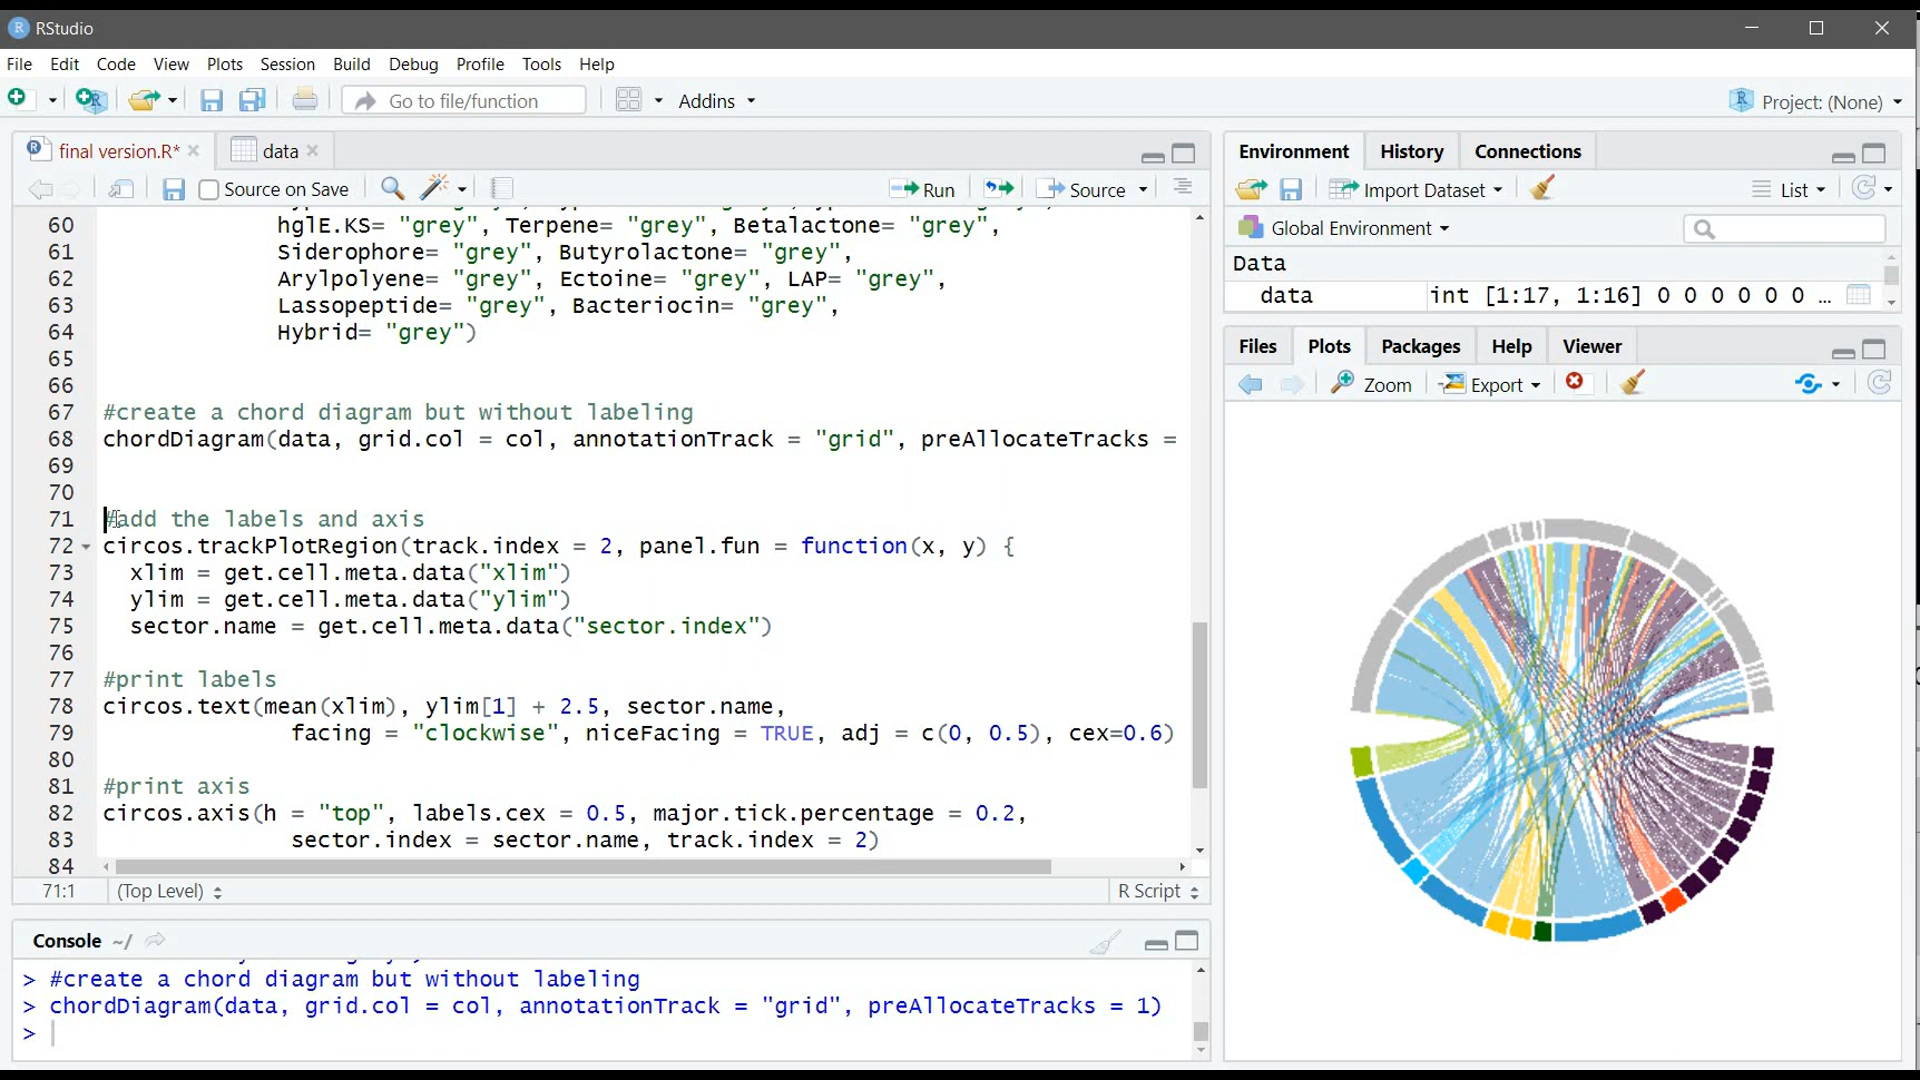 RStudio
File Edit Code View Plots Session Build Debug Profile Tools Help
Go to file/function Addins Project: (None)
final version.R* data
Source on Save Run Source
60 hglE.KS= "grey", Terpene= "grey", Betalactone= "grey",
61 Siderophore= "grey", Butyrolactone= "grey",
62 Arylpolyene= "grey", Ectoine= "grey", LAP= "grey",
63 Lassopeptide= "grey", Bacteriocin= "grey",
64 Hybrid= "grey")
65
66
67 #create a chord diagram but without labeling
68 chordDiagram(data, grid.col = col, annotationTrack = "grid", preAllocateTracks =
69
70
71 #add the labels and axis
72 circos.trackPlotRegion(track.index = 2, panel.fun = function(x, y) {
73 xlim = get.cell.meta.data("xlim")
74 ylim = get.cell.meta.data("ylim")
75 sector.name = get.cell.meta.data("sector.index")
76
77 #print labels
78 circos.text(mean(xlim), ylim[1] + 2.5, sector.name,
79 facing = "clockwise", niceFacing = TRUE, adj = c(0, 0.5), cex=0.6)
80
81 #print axis
82 circos.axis(h = "top", labels.cex = 0.5, major.tick.percentage = 0.2,
83 sector.index = sector.name, track.index = 2)
84
71:1 (Top Level) R Script
Console ~/
> #create a chord diagram but without labeling
> chordDiagram(data, grid.col = col, annotationTrack = "grid", preAllocateTracks = 1)
>
Environment History Connections
Import Dataset List
Global Environment
Data
data int [1:17, 1:16] 0 0 0 0 0 0 ...
Files Plots Packages Help Viewer
Zoom Export